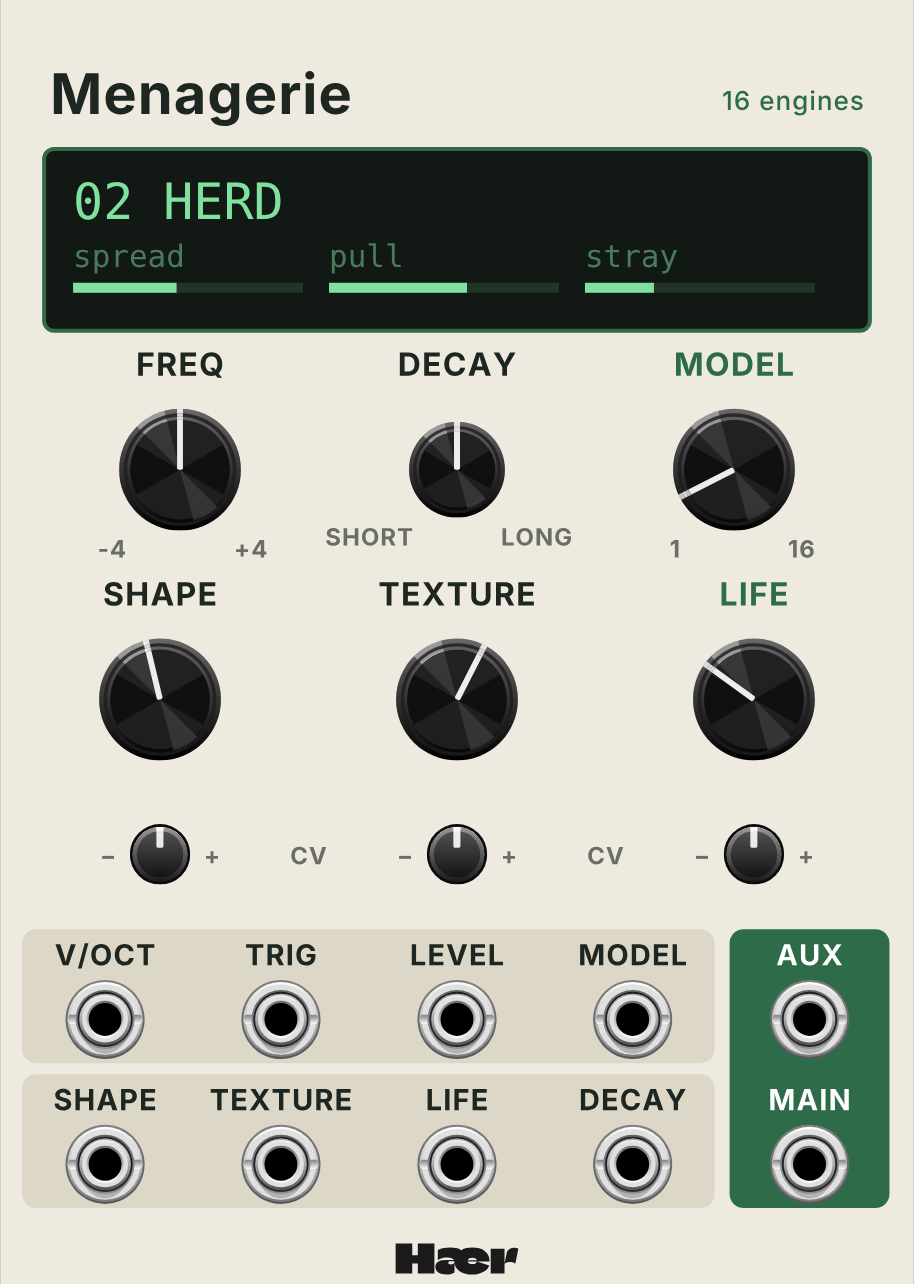 Menagerie
16 engines
02 HERD
spread pull stray
FREQ DECAY MODEL
SHORT LONG
-4 +4 1 16
SHAPE TEXTURE LIFE
− + CV − + CV − +
V/OCT TRIG LEVEL MODEL AUX
SHAPE TEXTURE LIFE DECAY MAIN
Hær